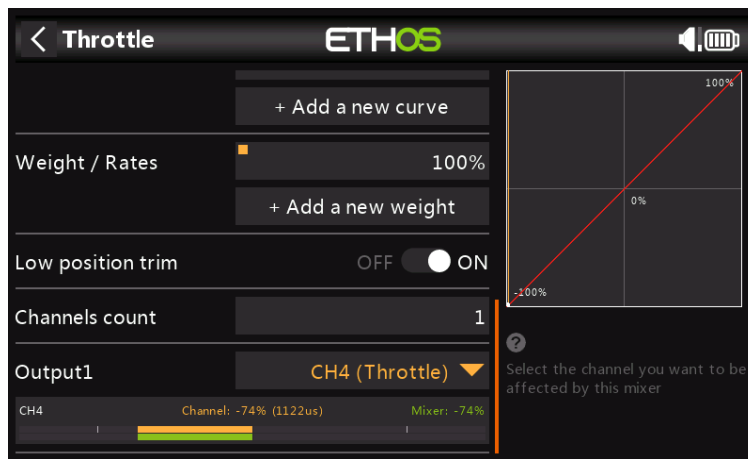 Throttle
ETHOS
+ Add a new curve
Weight / Rates
100%
+ Add a new weight
Low position trim
OFF ON
Channels count
1
Output1
CH4 (Throttle)
CH4 Channel: -74% (1122us) Mixer: -74%
100%
0%
-100%
?
Select the channel you want to be
affected by this mixer